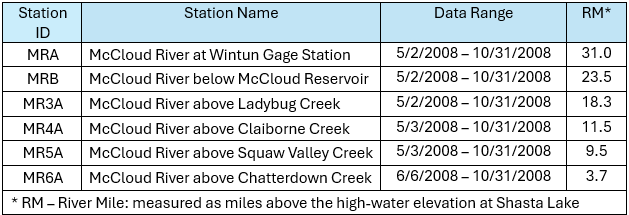 Station ID Station Name Data Range RM*
MRA McCloud River at Wintun Gage Station 5/2/2008 – 10/31/2008 31.0
MRB McCloud River below McCloud Reservoir 5/2/2008 – 10/31/2008 23.5
MR3A McCloud River above Ladybug Creek 5/2/2008 – 10/31/2008 18.3
MR4A McCloud River above Claiborne Creek 5/3/2008 – 10/31/2008 11.5
MR5A McCloud River above Squaw Valley Creek 5/3/2008 – 10/31/2008 9.5
MR6A McCloud River above Chatterdown Creek 6/6/2008 – 10/31/2008 3.7
* RM – River Mile: measured as miles above the high-water elevation at Shasta Lake